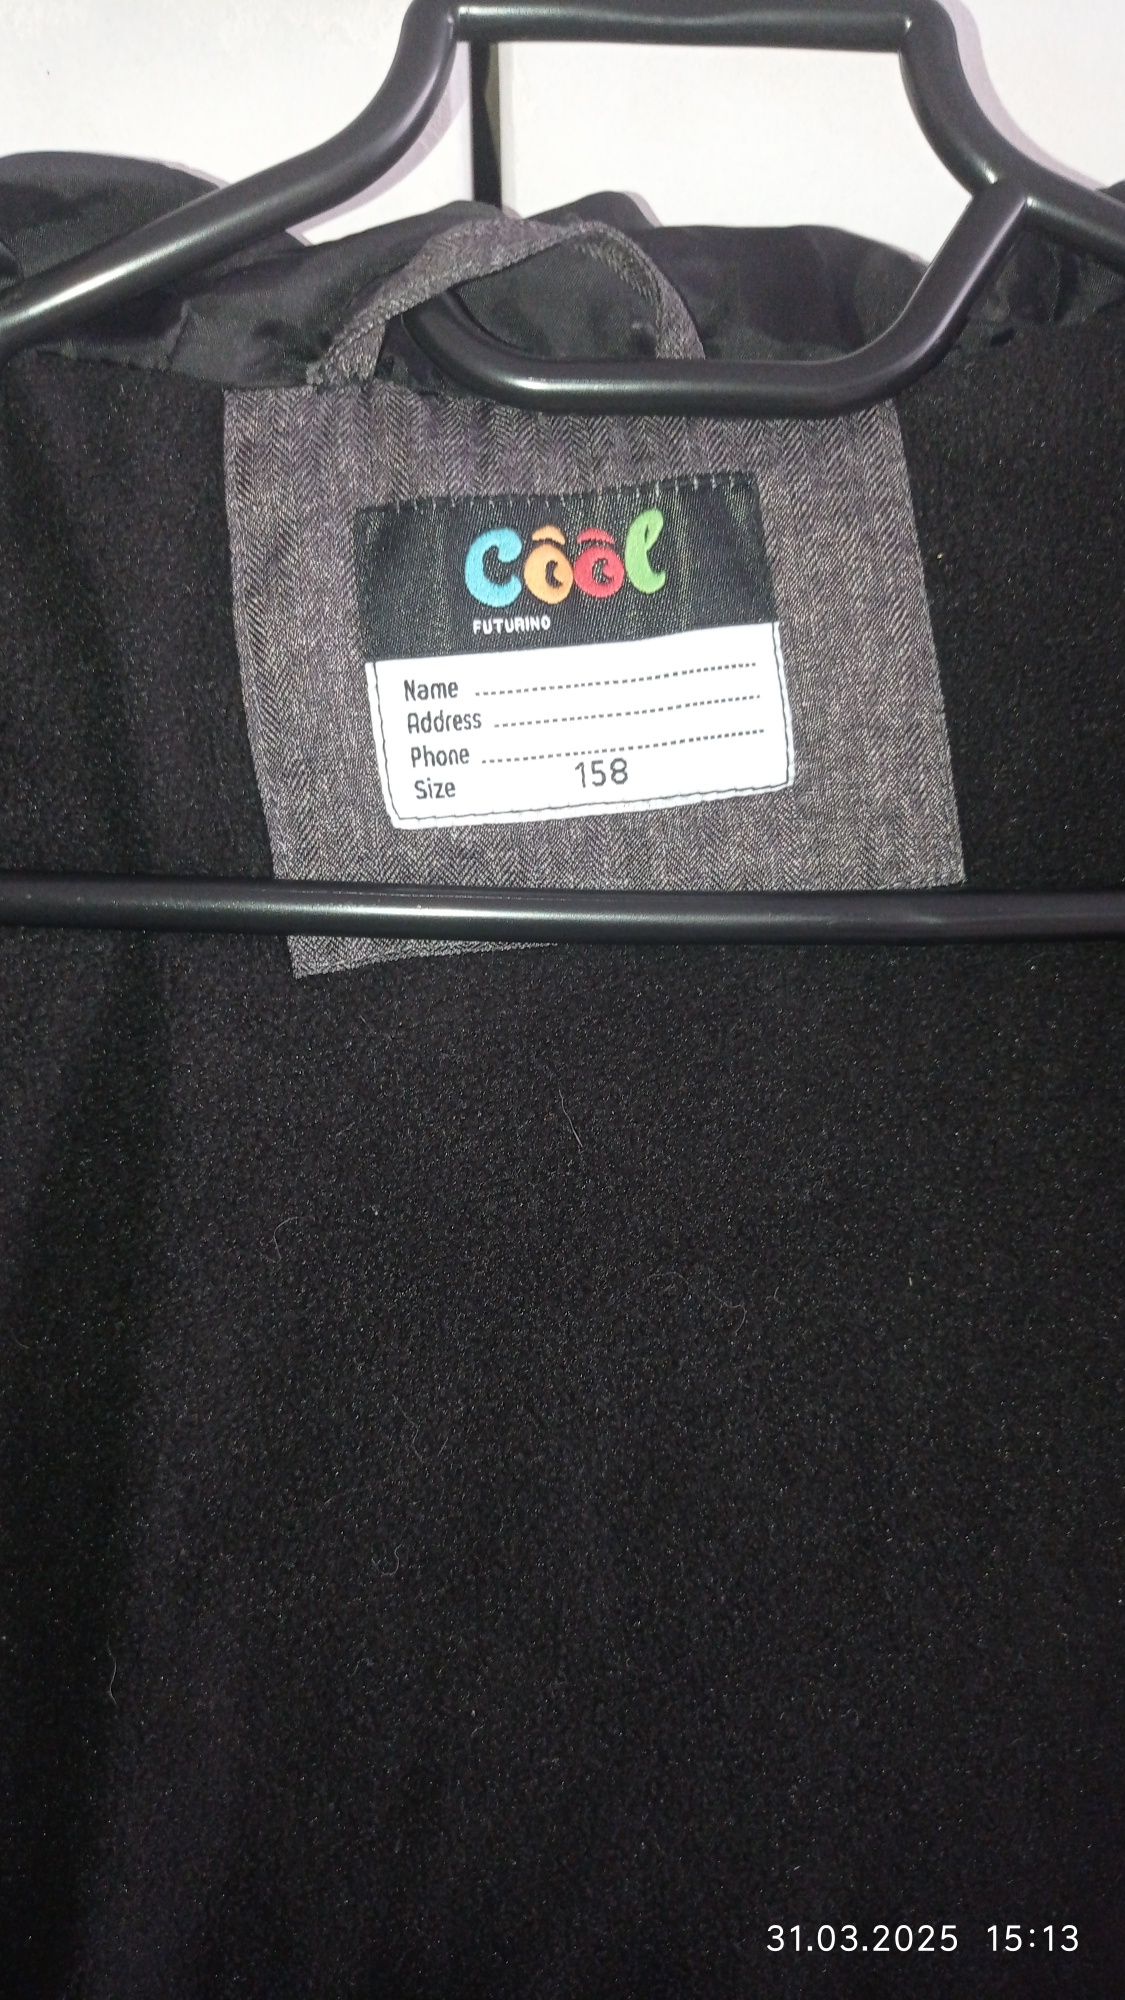 cool
FUTURINO
Name
Address
Phone
Size 158
31.03.2025 15:13